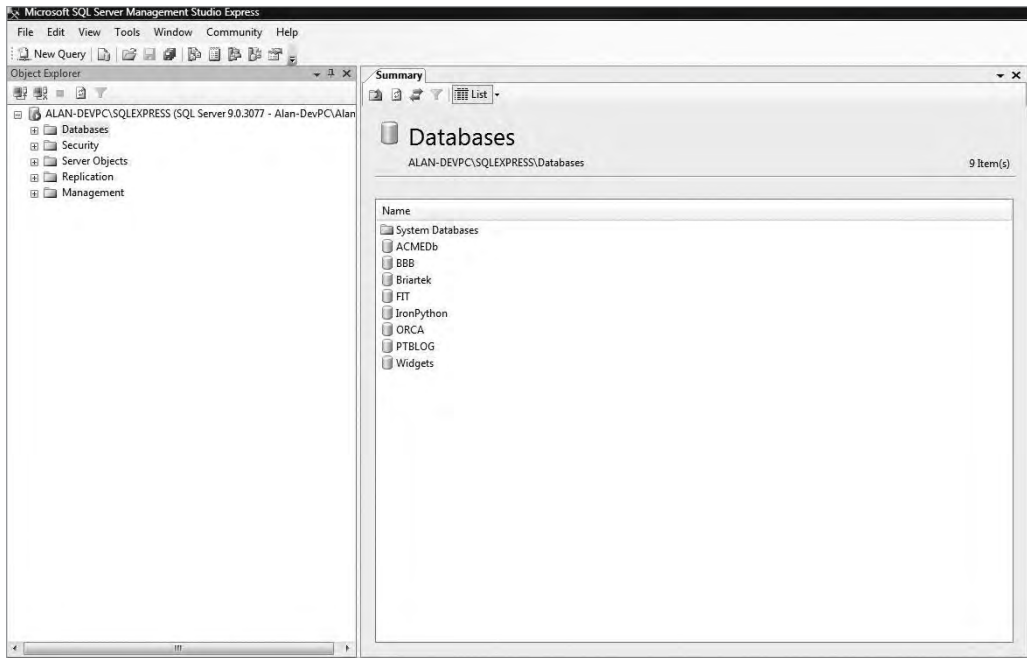 Microsoft SQL Server Management Studio Express
File Edit View Tools Window Community Help
New Query
Object Explorer
ALAN-DEVPC\SQLEXPRESS (SQL Server 9.0.3077 - Alan-DevPC\Alan
Databases
Security
Server Objects
Replication
Management
Summary
List
Databases
ALAN-DEVPC\SQLEXPRESS\Databases
9 Item(s)
Name
System Databases
ACMEDb
BBB
Briartek
FIT
IronPython
ORCA
PTBLOG
Widgets